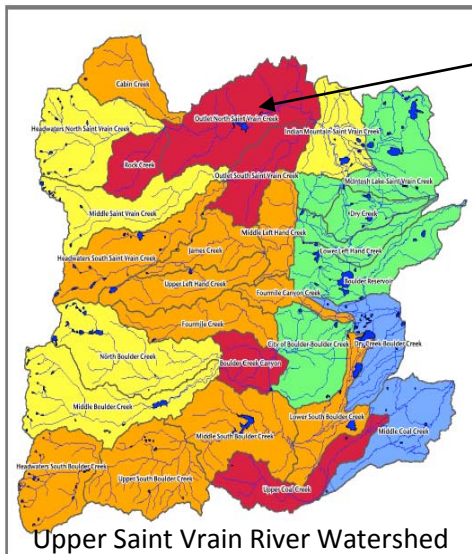 Cabin Creek
Outlet North Saint Vrain Creek
Headwaters North Saint Vrain Creek
Indian Mountain-Saint Vrain Creek
Rock Creek
Outlet South Saint Vrain Creek
McIntosh Lake-Saint Vrain Creek
Middle Saint Vrain Creek
Dry Creek
Middle Left Hand Creek
James Creek
Lower Left Hand Creek
Headwaters South Saint Vrain Creek
Upper Left Hand Creek
Boulder Reservoir
Fourmile Canyon Creek
Fourmile Creek
City of Boulder-Boulder Creek
Dry Creek-Boulder Creek
North Boulder Creek
Boulder Creek Canyon
Middle Boulder Creek
Lower South Boulder Creek
Middle Coal Creek
Middle South Boulder Creek
Headwaters South Boulder Creek
Upper South Boulder Creek
Upper Coal Creek
Upper Saint Vrain River Watershed